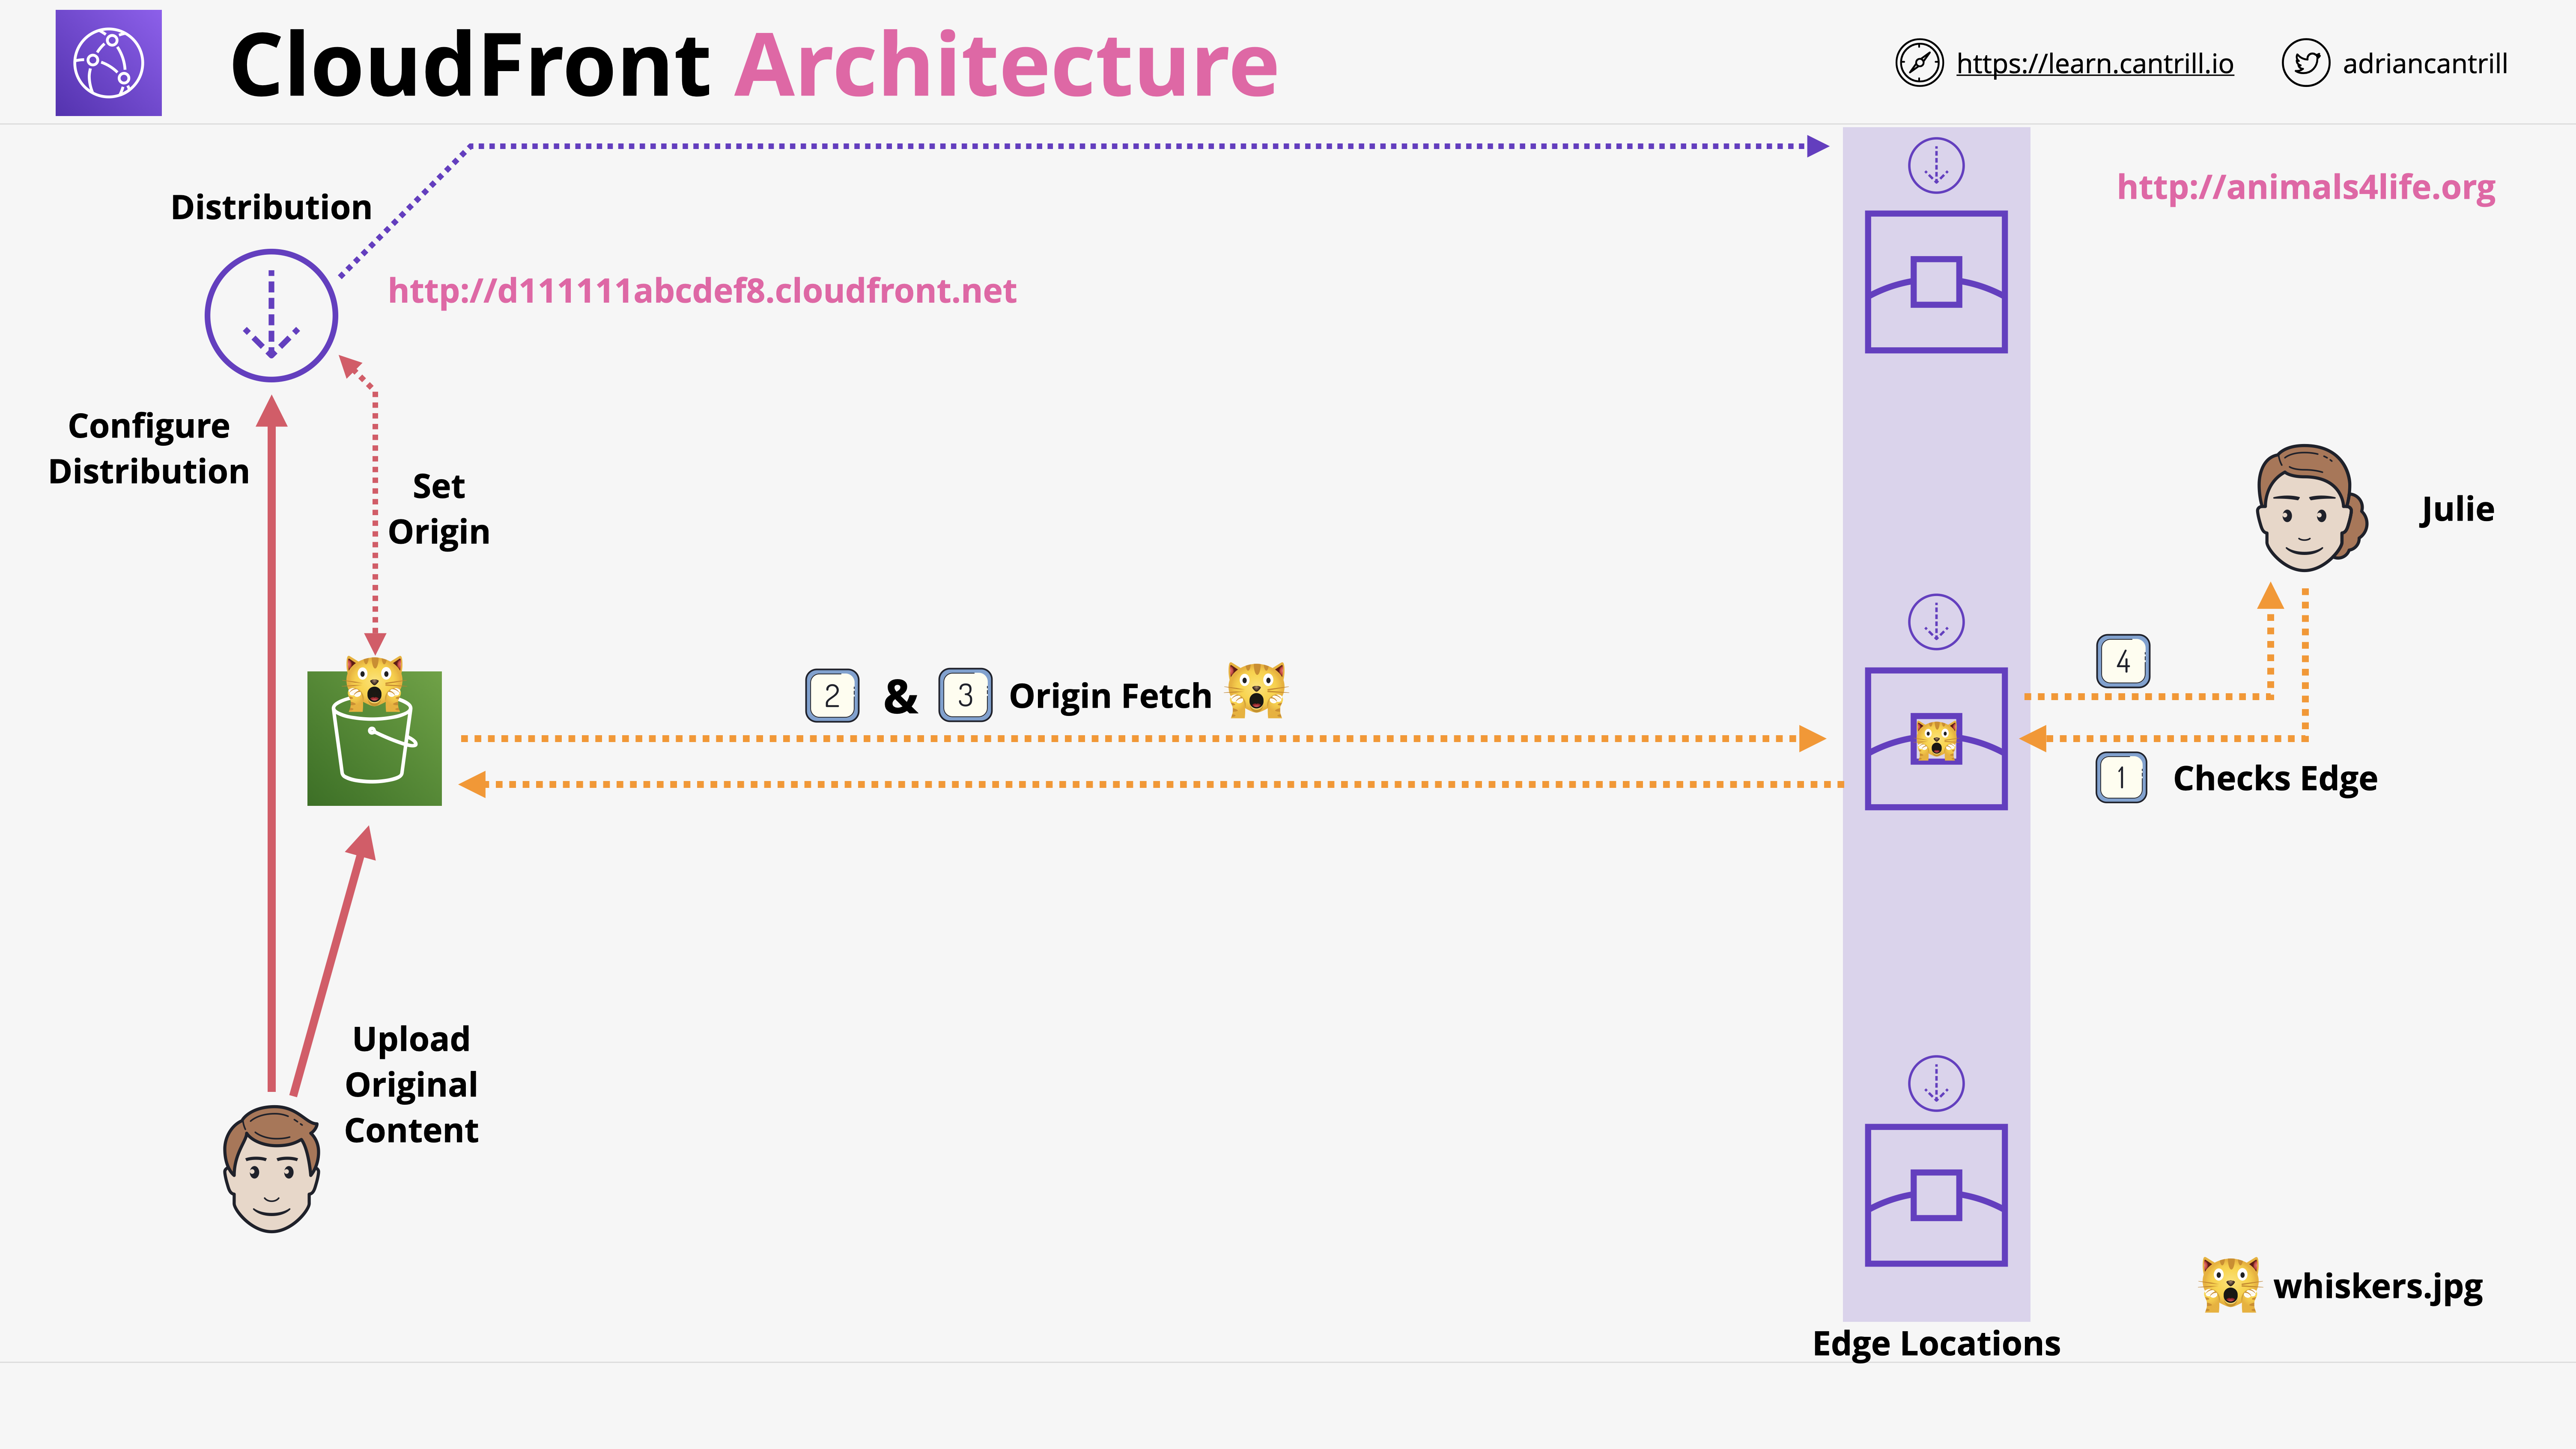 CloudFront Architecture
https://learn.cantrill.io
adriancantrill
Distribution
http://d111111abcdef8.cloudfront.net
http://animals4life.org
Configure
Distribution
Set
Origin
Julie
2 & 3 Origin Fetch
4
1 Checks Edge
Upload
Original
Content
whiskers.jpg
Edge Locations